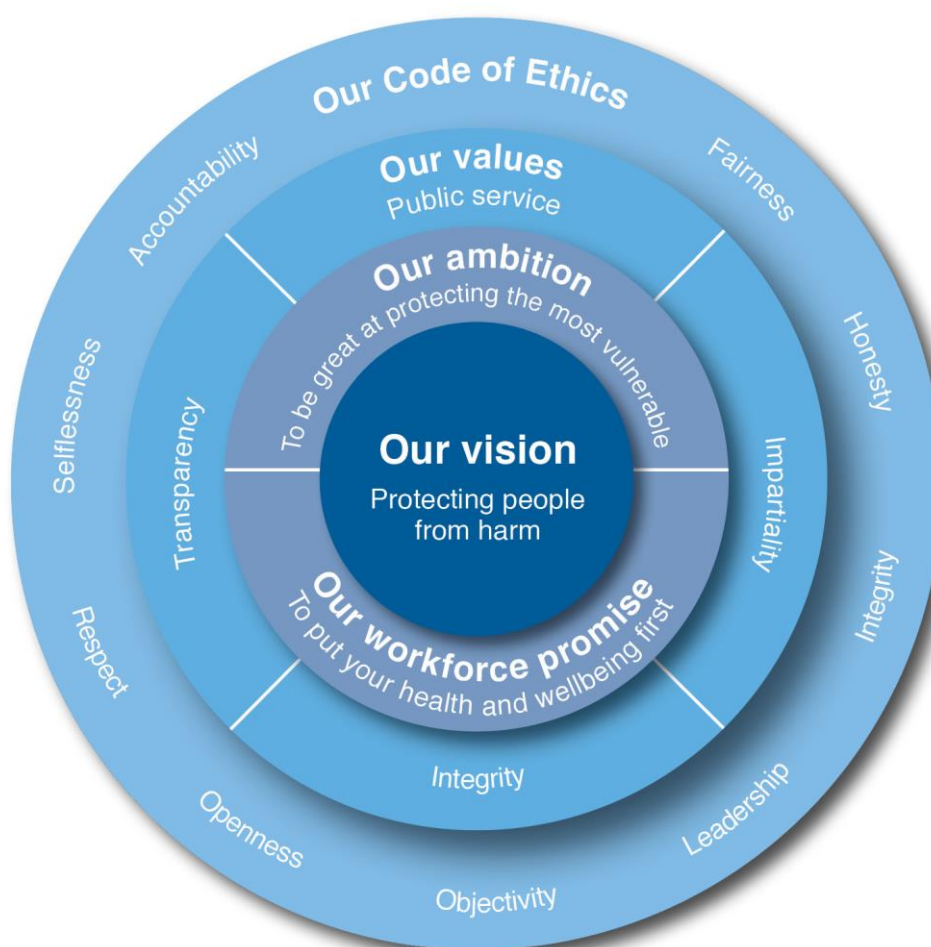 Our Code of Ethics
Accountability
Fairness
Selflessness
Honesty
Respect
Integrity
Openness
Leadership
Objectivity
Our values
Public service
Transparency
Impartiality
Integrity
Our ambition
To be great at protecting the most vulnerable
Our vision
Protecting people
from harm
Our workforce promise
To put your health and wellbeing first